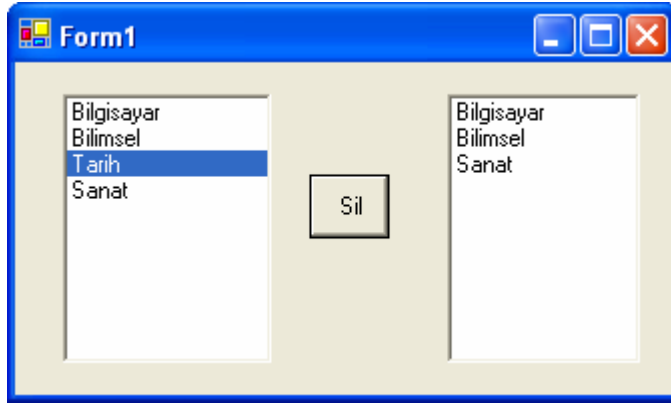 Form1
Bilgisayar
Bilimsel
Tarih
Sanat
Sil
Bilgisayar
Bilimsel
Sanat